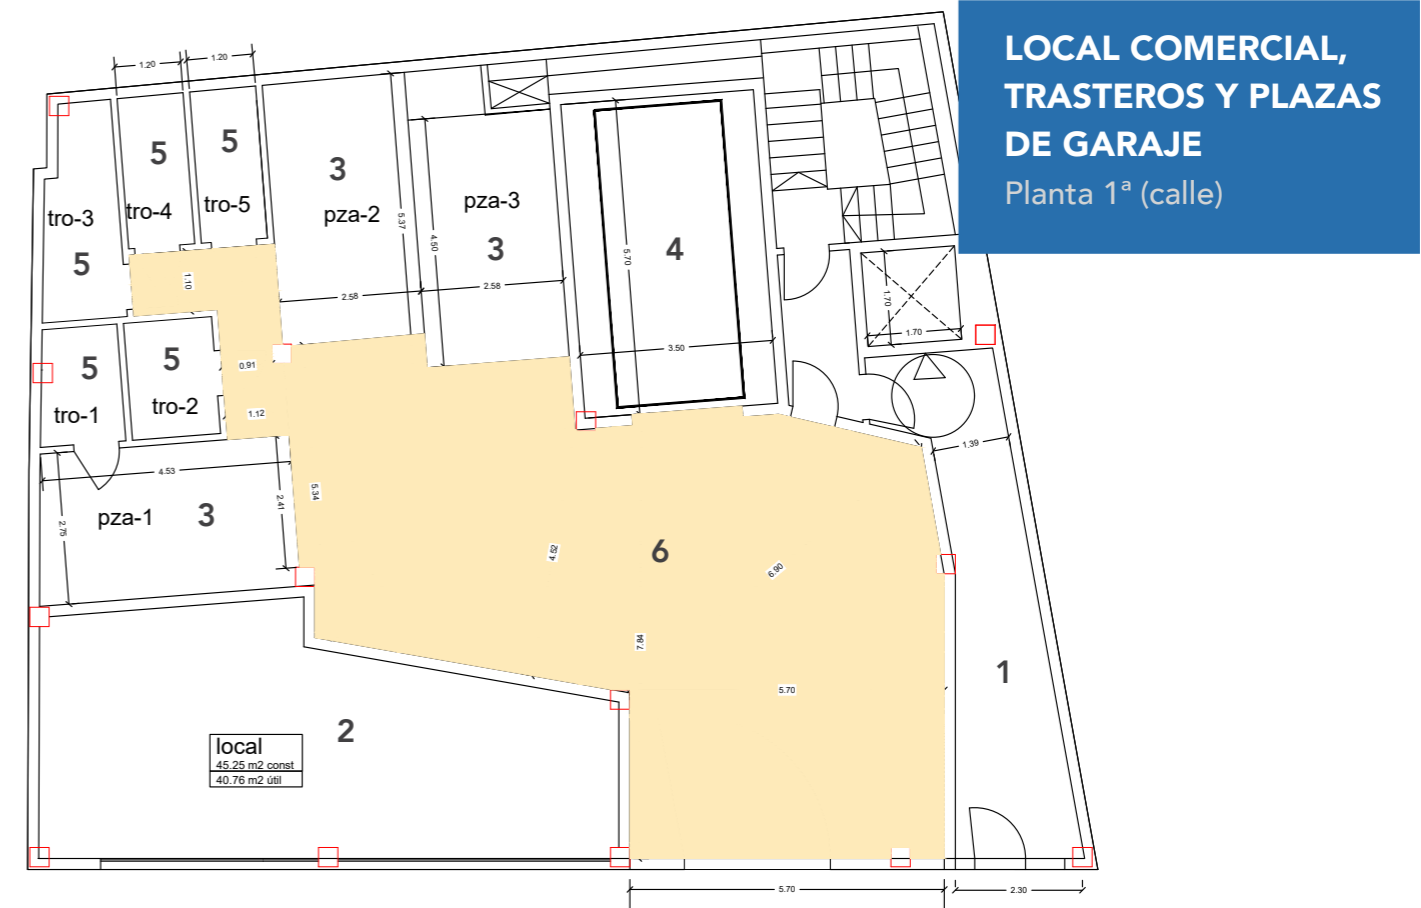 LOCAL COMERCIAL,
TRASTEROS Y PLAZAS
DE GARAJE
Planta 1ª (calle)
1.20
1.20
5
5
3
tro-3
tro-4
tro-5
pza-2
pza-3
5
3
4
5.37
4.50
5.70
1.10
2.58
2.58
3.50
1.70
1.70
5
5
tro-1
tro-2
0.91
1.12
1.39
4.53
2.75
2.41
5.34
pza-1
3
4.52
6
6.90
7.84
5.70
1
2
local
45.25 m2 const
40.76 m2 útil
5.70
2.30